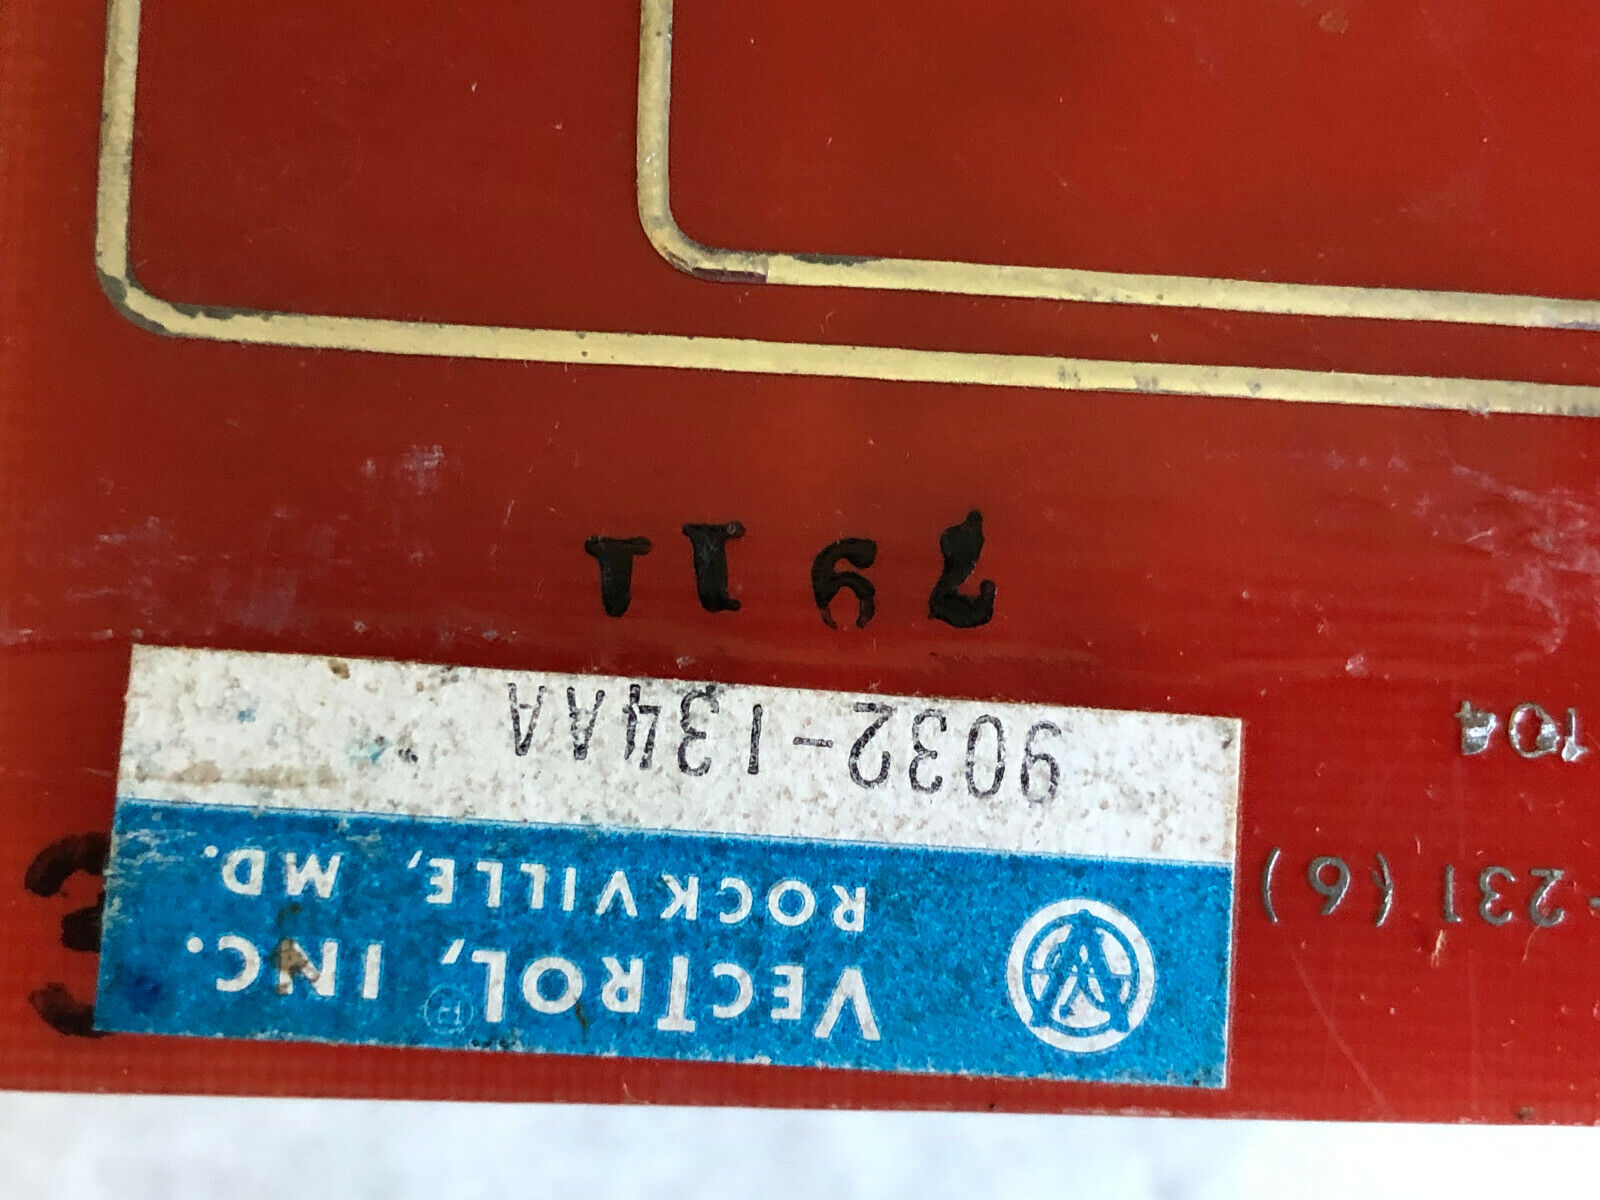 VECTROL, INC.
®
ROCKVILLE, MD.
-231(6)
9032-134AA
104
7911